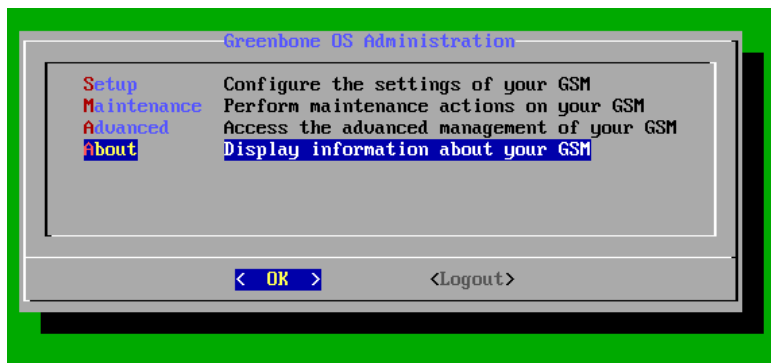 Greenbone OS Administration
Setup Configure the settings of your GSM
Maintenance Perform maintenance actions on your GSM
Advanced Access the advanced management of your GSM
About Display information about your GSM
< OK > <Logout>